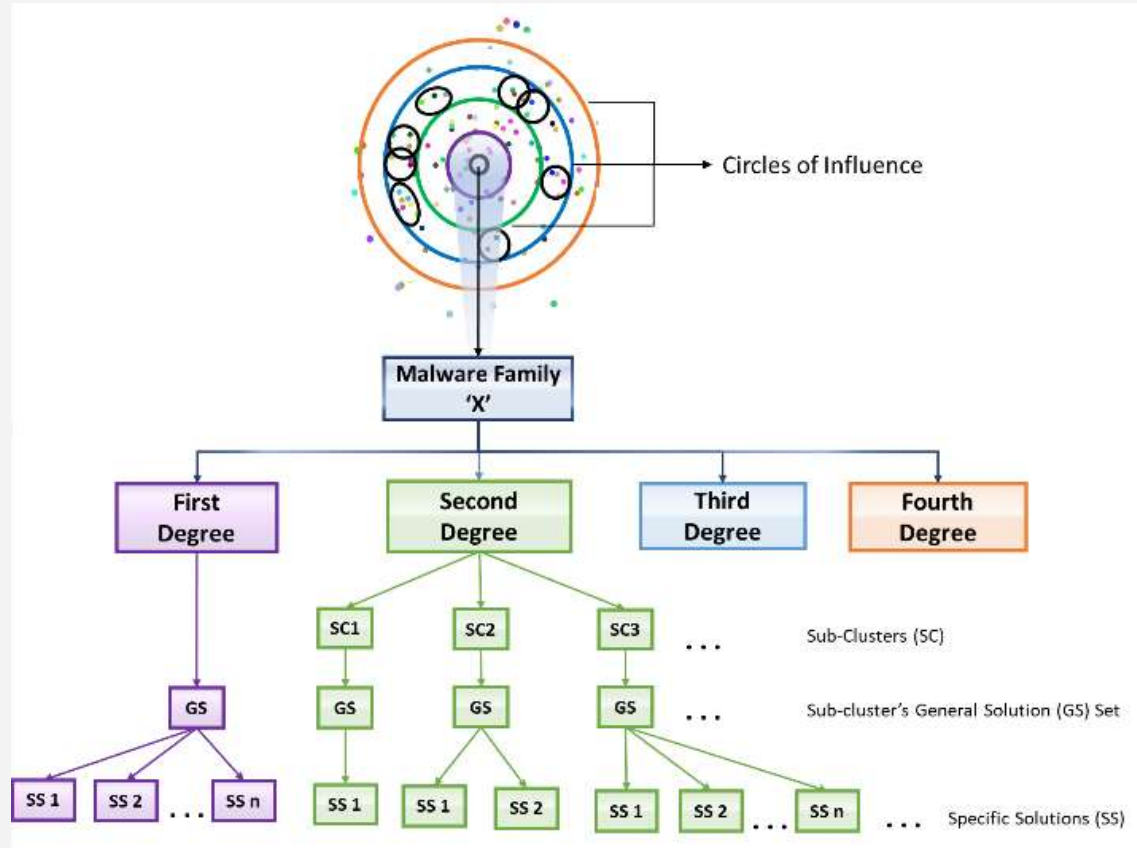 Circles of Influence
Malware Family
‘X’
First
Degree
Second
Degree
Third
Degree
Fourth
Degree
SC1
SC2
SC3
...
Sub-Clusters (SC)
GS
GS
GS
GS
...
Sub-cluster’s General Solution (GS) Set
SS 1
SS 2
...
SS n
SS 1
SS 1
SS 2
SS 1
SS 2
...
SS n
...
Specific Solutions (SS)